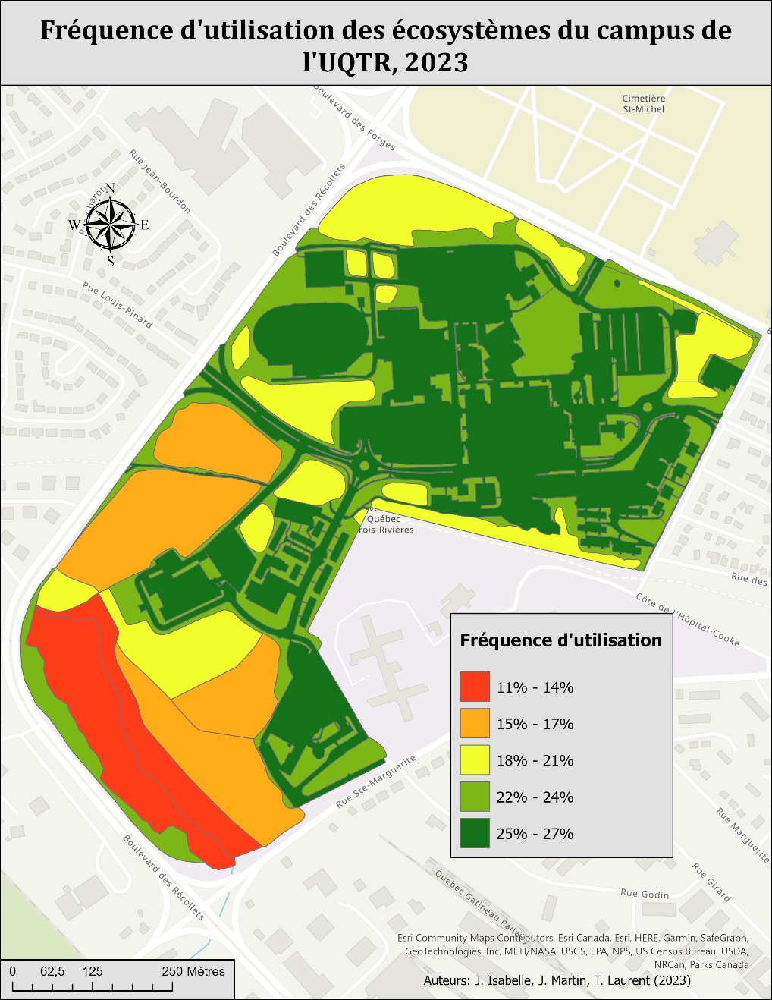 Fréquence d'utilisation des écosystèmes du campus de
l'UQTR, 2023
Cimetière
St-Michel
Boulevard des Forges
Boulevard des Récollets
Rue Jean-Bourdon
N
W E
S
Rue Louis-Pinard
Québec
rois-Rivières
Rue des
Côte de l'Hôpital-Cooke
Fréquence d'utilisation
11% - 14%
15% - 17%
18% - 21%
22% - 24%
25% - 27%
Rue Ste-Marguerite
Rue Marguerite-
Boulevard des Récollets
Rue Girard
Rue Godin
Quebec Gatineau Railway
Esri Community Maps Contributors, Esri Canada, Esri, HERE, Garmin, SafeGraph,
GeoTechnologies, Inc, METI/NASA, USGS, EPA, NPS, US Census Bureau, USDA,
NRCan, Parks Canada
0 62,5 125 250 Mètres
Auteurs: J. Isabelle, J. Martin, T. Laurent (2023)